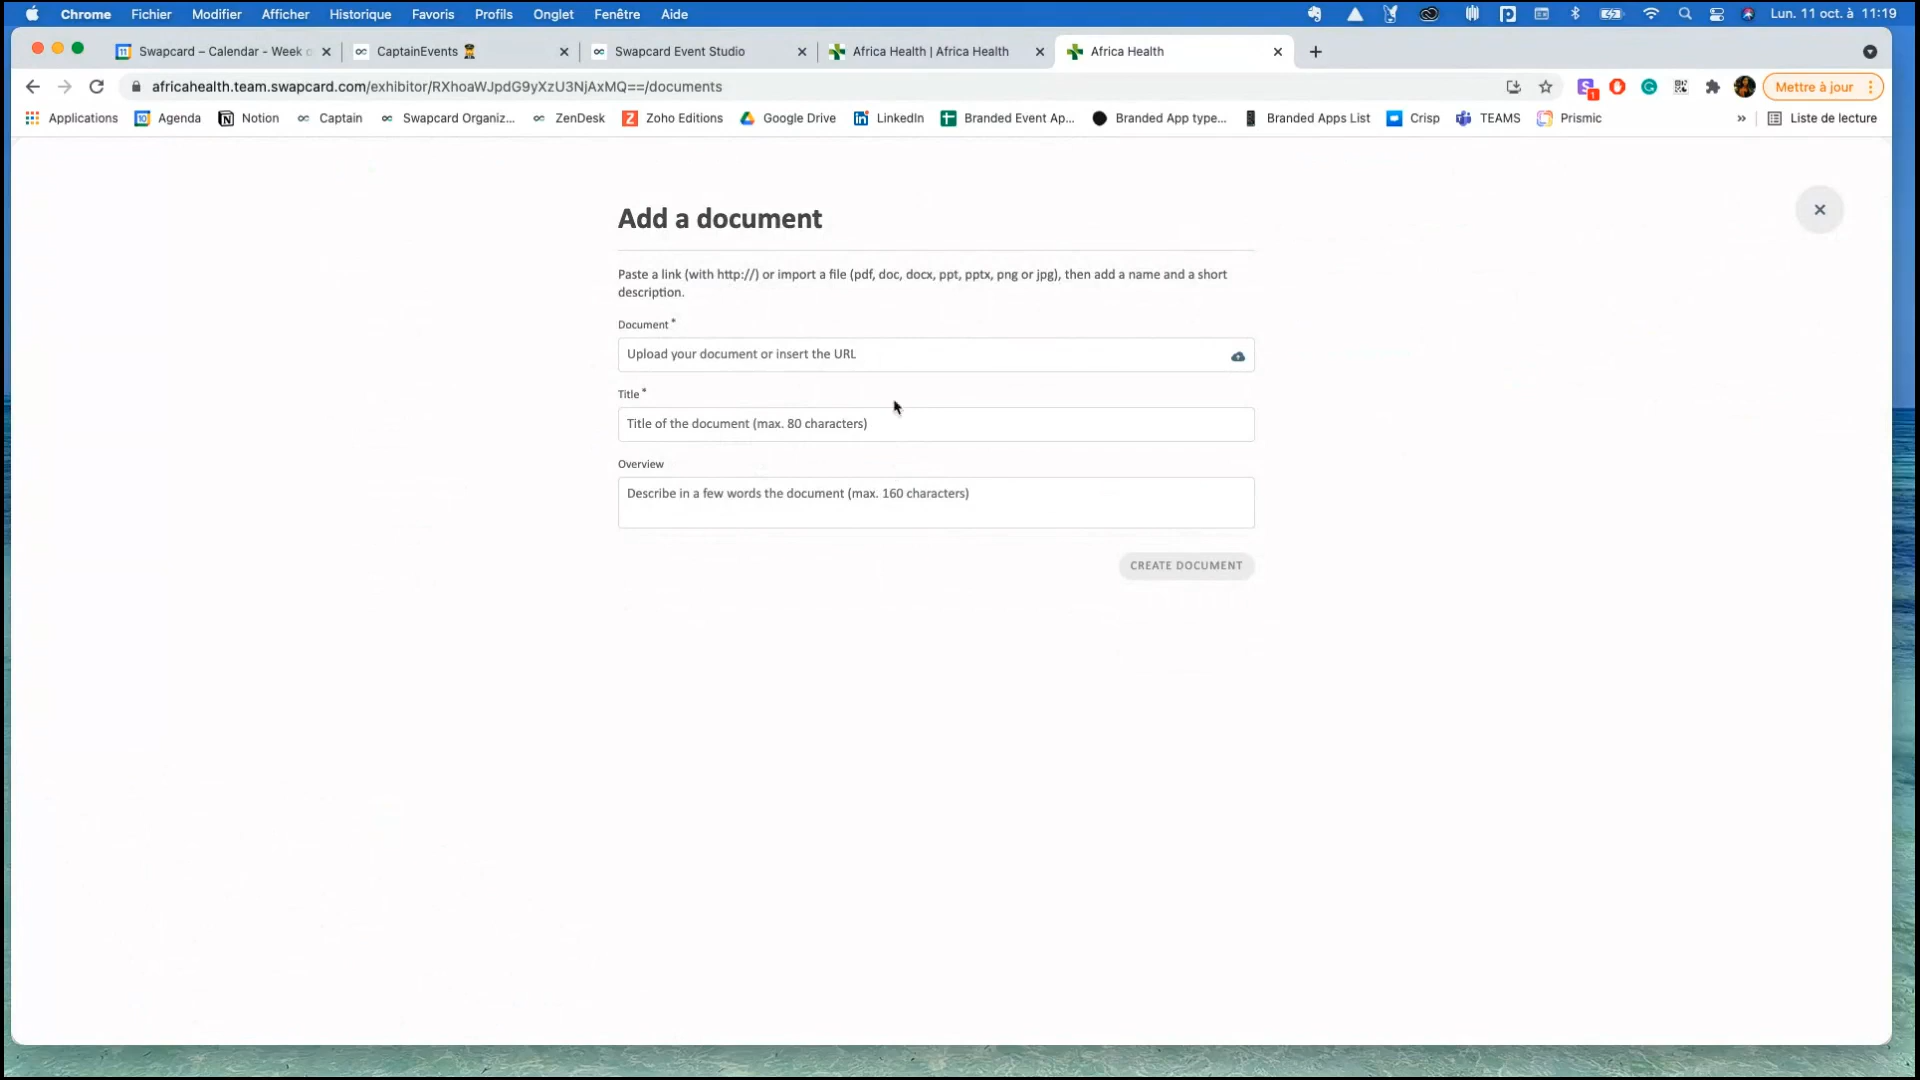 Chrome Fichier Modifier Afficher Historique Favoris Profils Onglet Fenêtre Aide Lun. 11 oct. à 11:19
Swapcard – Calendar - Week o CaptainEvents Swapcard Event Studio Africa Health | Africa Health Africa Health
africahealth.team.swapcard.com/exhibitor/RXhoaWJpdG9yXzU3NjAxMQ==/documents Mettre à jour
Applications Agenda Notion Captain Swapcard Organiz... ZenDesk Zoho Editions Google Drive LinkedIn Branded Event Ap... Branded App type... Branded Apps List Crisp TEAMS Prismic » Liste de lecture
Add a document
Paste a link (with http://) or import a file (pdf, doc, docx, ppt, pptx, png or jpg), then add a name and a short
description.
Document *
Upload your document or insert the URL
Title *
Title of the document (max. 80 characters)
Overview
Describe in a few words the document (max. 160 characters)
CREATE DOCUMENT